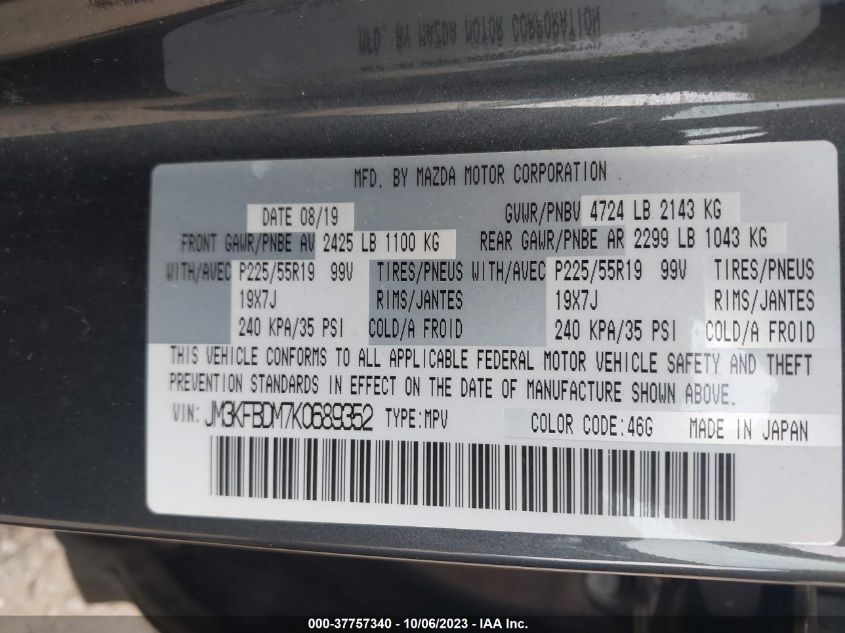 MFD. BY MAZDA MOTOR CORPORATION
MFD. BY MAZDA MOTOR CORPORATION
DATE 08/19 GVWR/PNBV 4724 LB 2143 KG
FRONT GAWR/PNBE AV 2425 LB 1100 KG REAR GAWR/PNBE AR 2299 LB 1043 KG
WITH/AVEC P225/55R19 99V TIRES/PNEUS WITH/AVEC P225/55R19 99V TIRES/PNEUS
19X7J RIMS/JANTES 19X7J RIMS/JANTES
240 KPA/35 PSI COLD/A FROID 240 KPA/35 PSI COLD/A FROID
THIS VEHICLE CONFORMS TO ALL APPLICABLE FEDERAL MOTOR VEHICLE SAFETY AND THEFT
PREVENTION STANDARDS IN EFFECT ON THE DATE OF MANUFACTURE SHOWN ABOVE.
VIN: JM3KFBDM7K0689352 TYPE:MPV COLOR CODE:46G MADE IN JAPAN
000-37757340 - 10/06/2023 - IAA Inc.